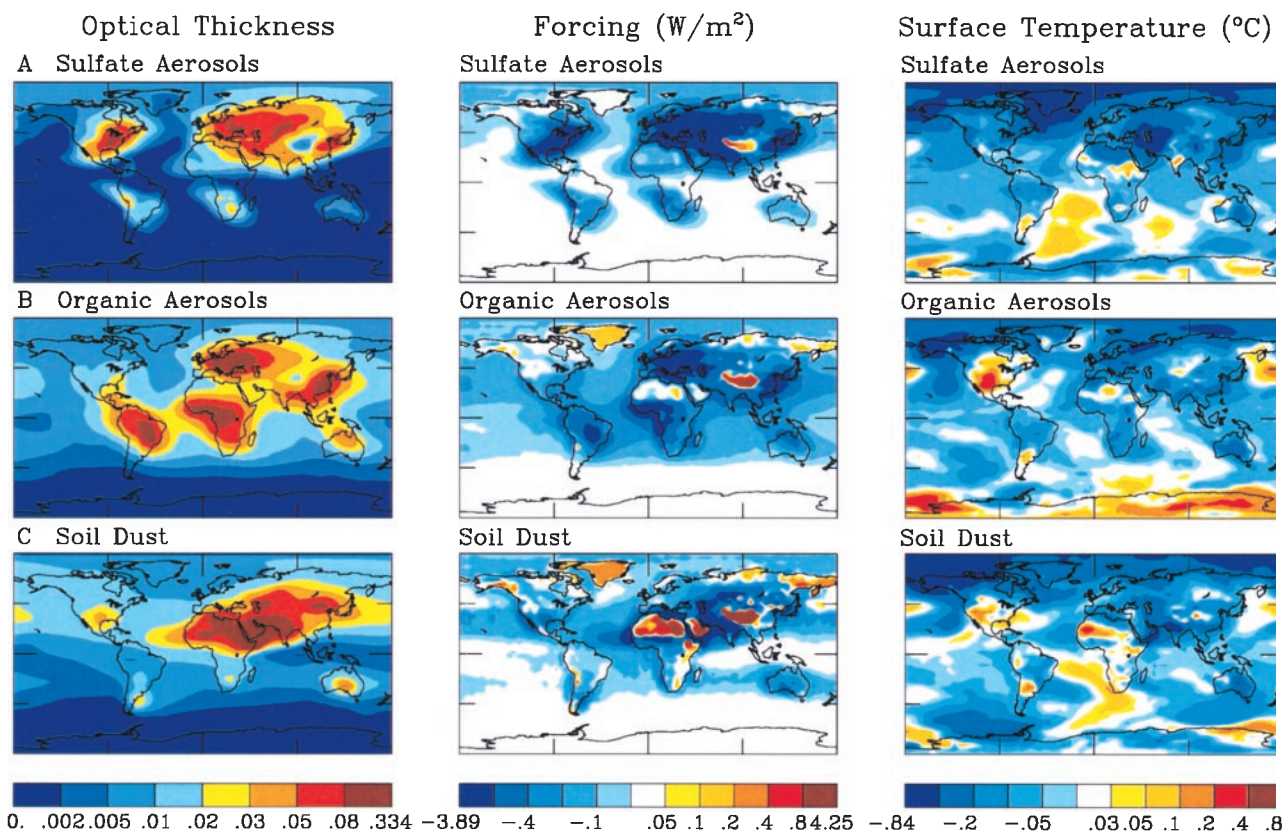 Optical Thickness Forcing (W/m²) Surface Temperature (°C)
A Sulfate Aerosols Sulfate Aerosols Sulfate Aerosols
B Organic Aerosols Organic Aerosols Organic Aerosols
C Soil Dust Soil Dust Soil Dust
0. .002 .005 .01 .02 .03 .05 .08 .334 -3.89 -.4 -.1 .05 .1 .2 .4 .84.25 -.84 -.2 -.05 .03.05 .1 .2 .4 .8